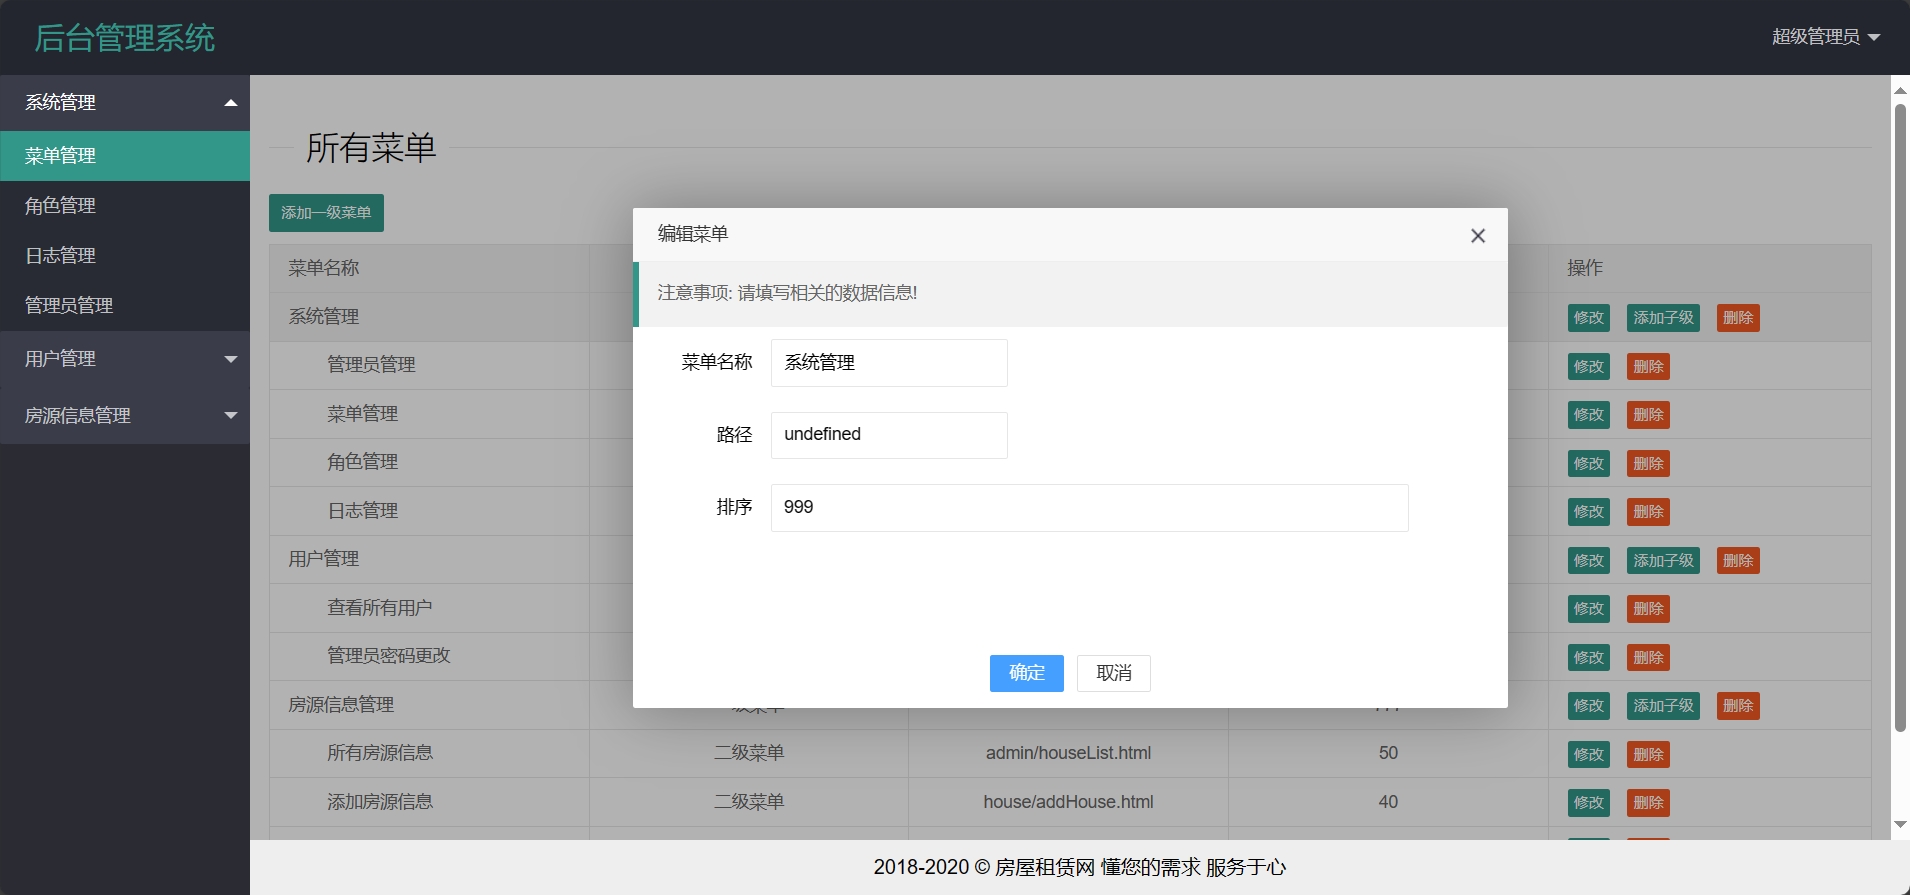 后台管理系统
超级管理员
系统管理
菜单管理
角色管理
日志管理
管理员管理
用户管理
房源信息管理
所有菜单
添加一级菜单
菜单名称 操作
系统管理 修改 添加子级 删除
管理员管理 修改 删除
菜单管理 修改 删除
角色管理 修改 删除
日志管理 修改 删除
用户管理 修改 添加子级 删除
查看所有用户 修改 删除
管理员密码更改 修改 删除
房源信息管理 修改 添加子级 删除
所有房源信息 二级菜单 admin/houseList.html 50 修改 删除
添加房源信息 二级菜单 house/addHouse.html 40 修改 删除
编辑菜单
注意事项: 请填写相关的数据信息!
菜单名称 系统管理
路径 undefined
排序 999
确定 取消
2018-2020 © 房屋租赁网 懂您的需求 服务于心